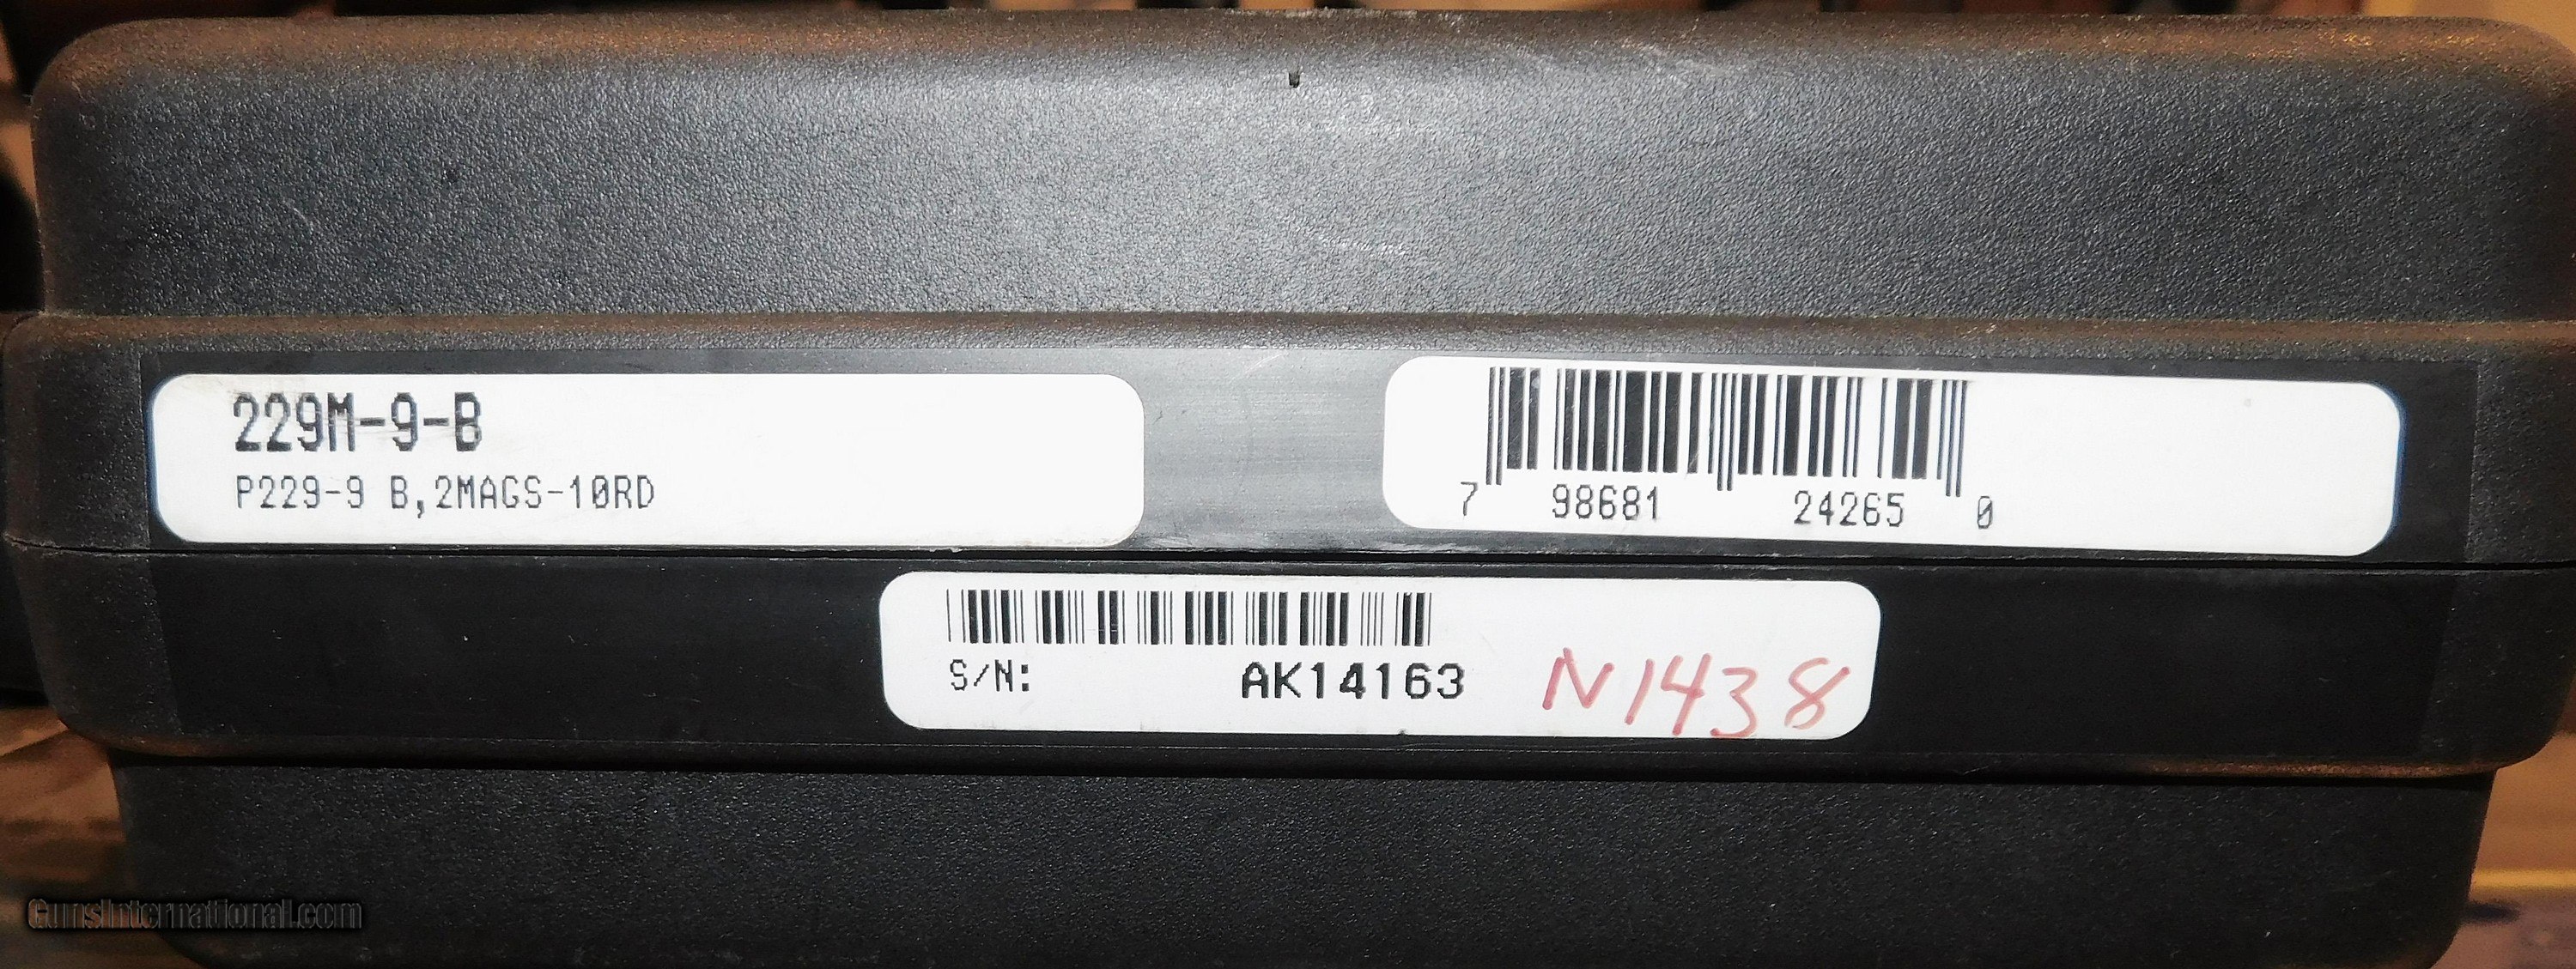 229M-9-B
P229-9 B,2MAGS-10RD
7 98681 24265 0
S/N: AK14163 N1438
GunsInternational.com